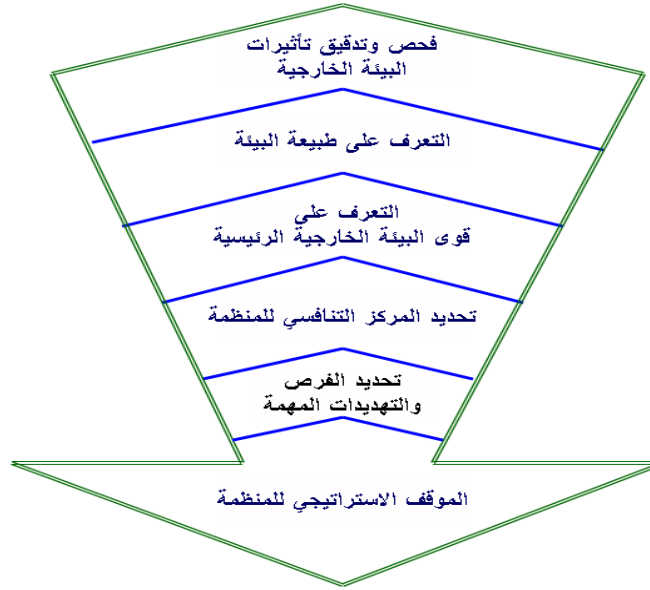 فحص وتدقيق تأثيرات
البيئة الخارجية
التعرف على طبيعة البيئة
التعرف على
قوى البيئة الخارجية الرئيسية
تحديد المركز التنافسي للمنظمة
تحديد الفرص
والتهديدات المهمة
الموقف الاستراتيجي للمنظمة